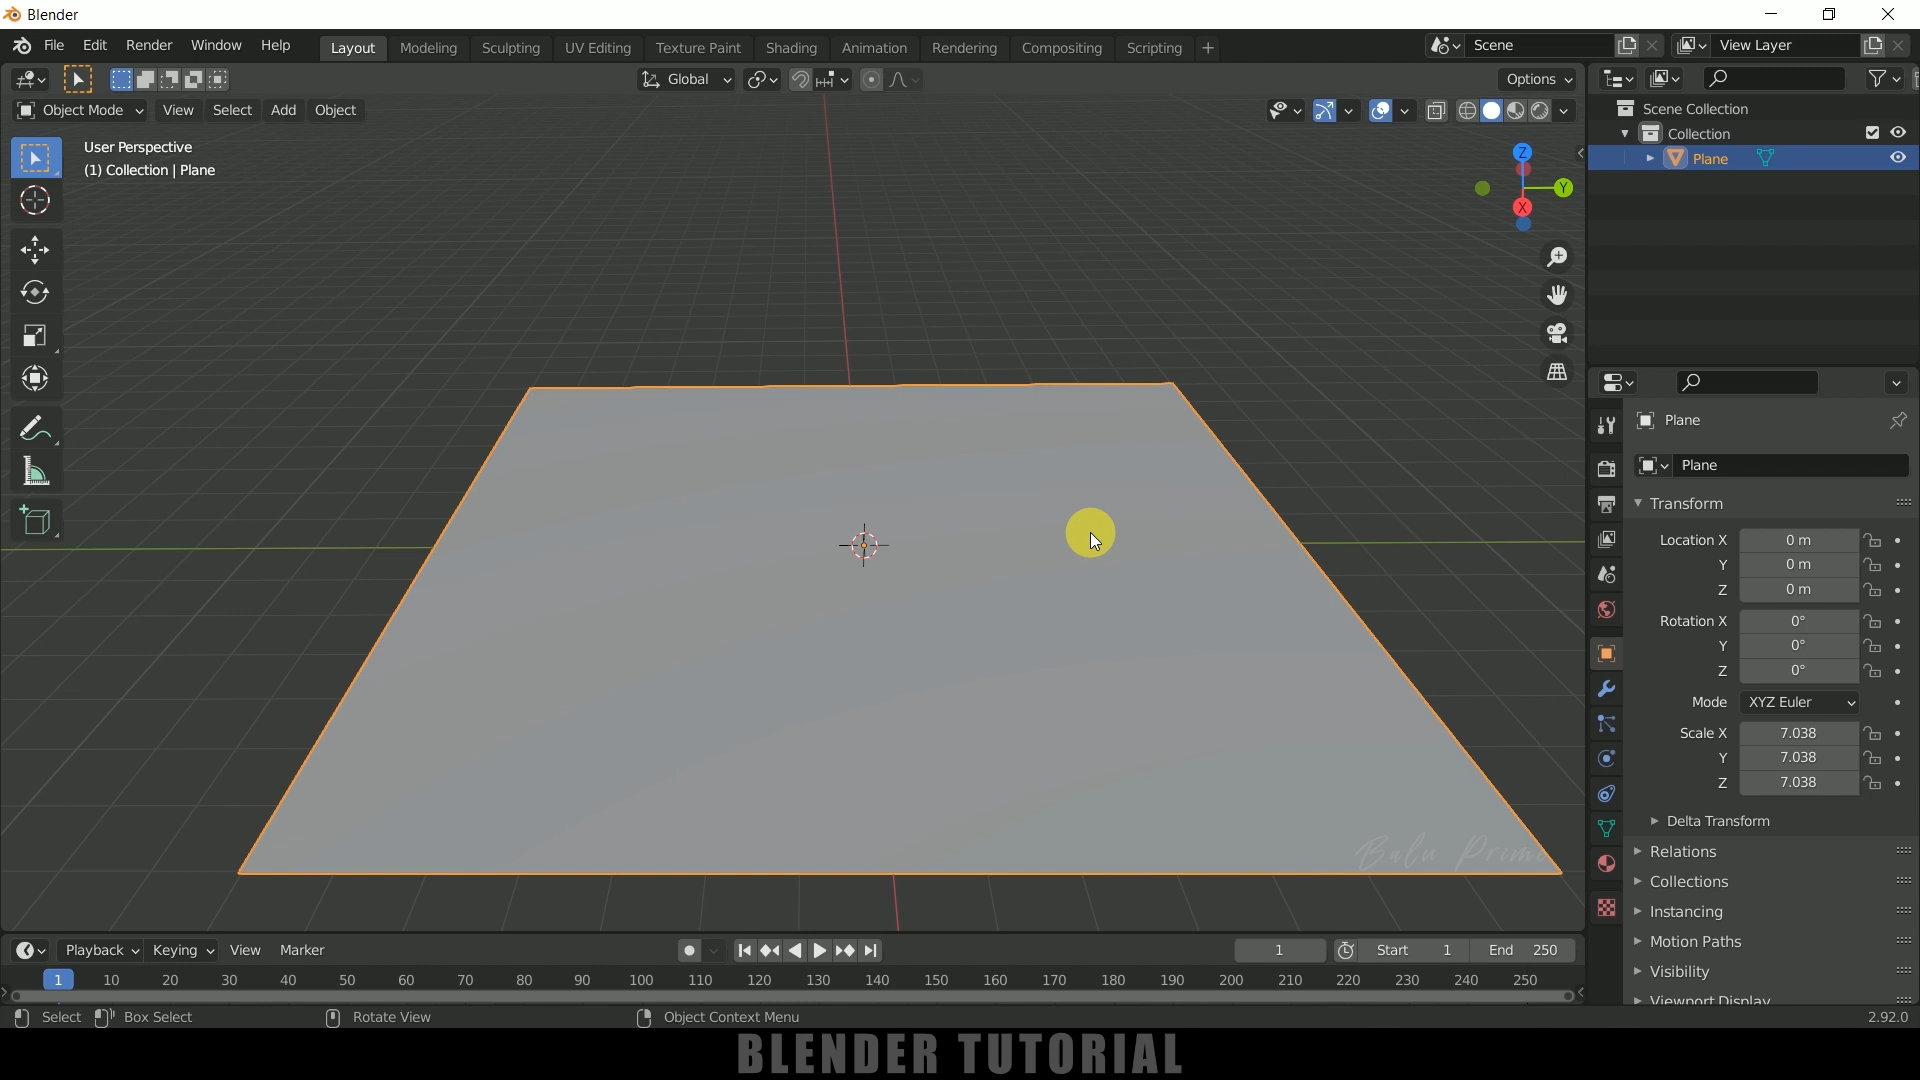 Blender
File Edit Render Window Help Layout Modeling Sculpting UV Editing Texture Paint Shading Animation Rendering Compositing Scripting + Scene View Layer
Global Options
Object Mode View Select Add Object
User Perspective
(1) Collection | Plane
Z
Y
X
Scene Collection
Collection
Plane
Plane
Plane
Transform
Location X 0 m
Y 0 m
Z 0 m
Rotation X 0°
Y 0°
Z 0°
Mode XYZ Euler
Scale X 7.038
Y 7.038
Z 7.038
Delta Transform
Relations
Collections
Instancing
Motion Paths
Visibility
Viewport Display
Balu Prime
Playback Keying View Marker 1 Start 1 End 250
1 10 20 30 40 50 60 70 80 90 100 110 120 130 140 150 160 170 180 190 200 210 220 230 240 250
Select Box Select Rotate View Object Context Menu 2.92.0
BLENDER TUTORIAL